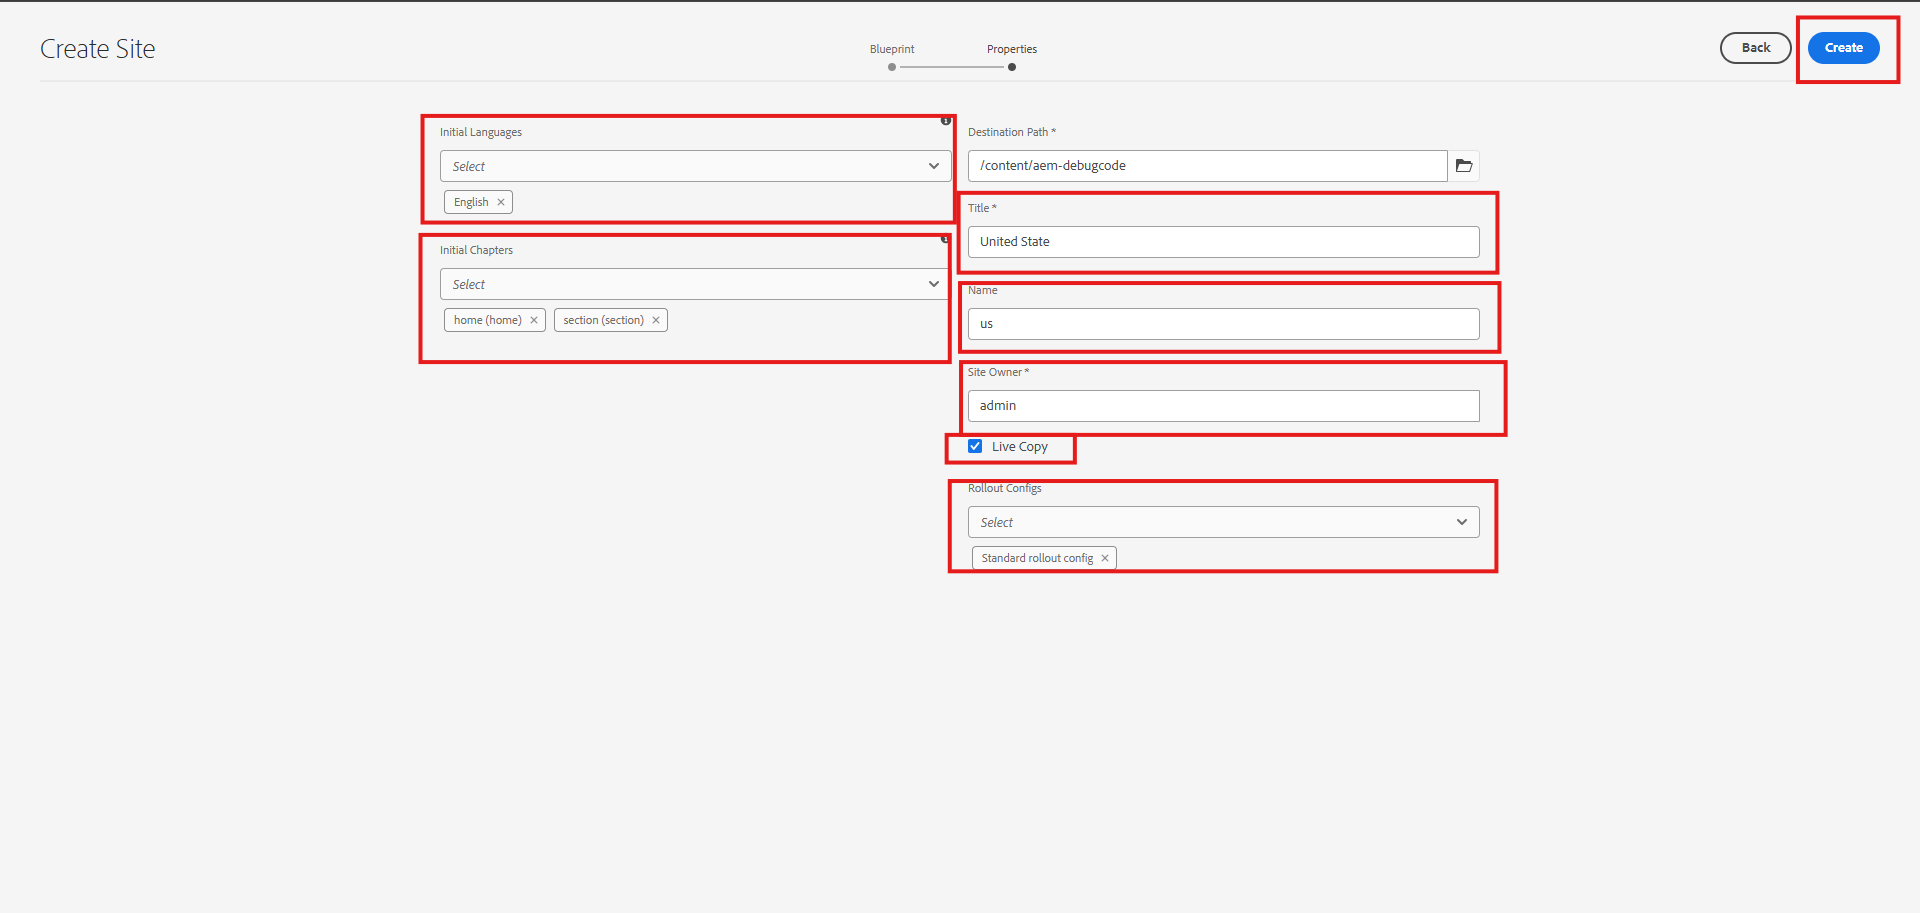 Create Site
Blueprint
Properties
Back
Create
Initial Languages
Select
English ×
Initial Chapters
Select
home (home) × section (section) ×
Destination Path *
/content/aem-debugcode
Title *
United State
Name
us
Site Owner *
admin
Live Copy
Rollout Configs
Select
Standard rollout config ×